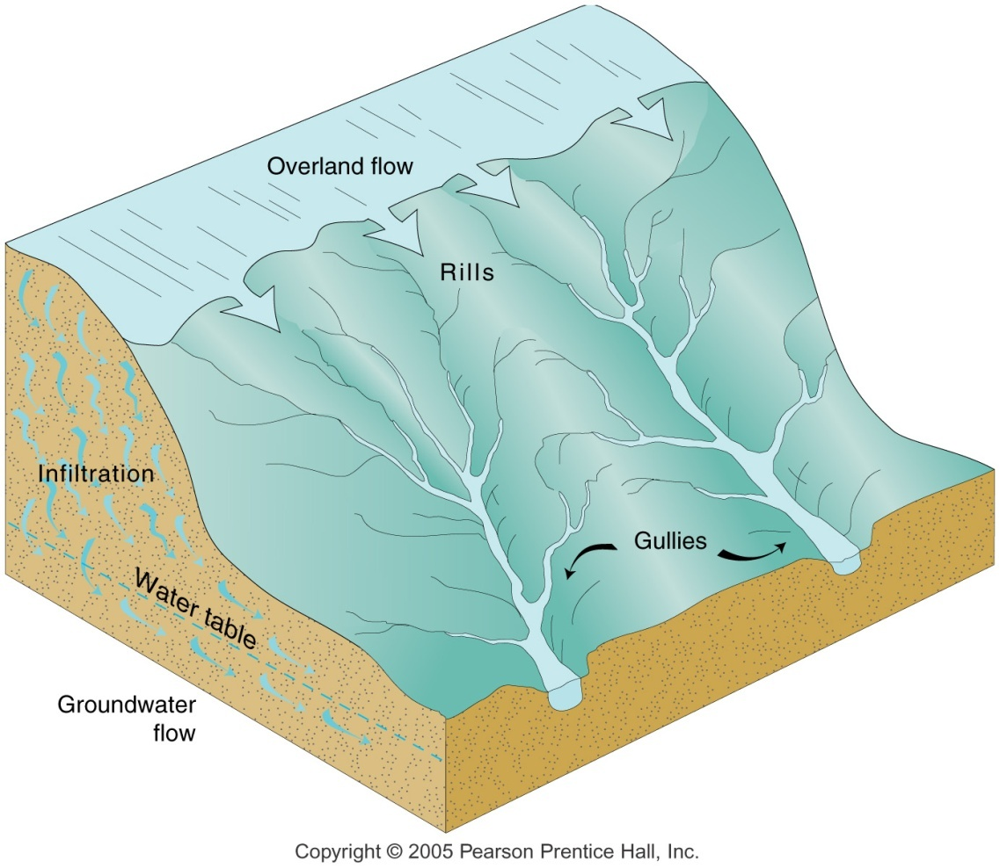 Overland flow
Rills
Infiltration
Gullies
Water table
Groundwater
flow
Copyright © 2005 Pearson Prentice Hall, Inc.